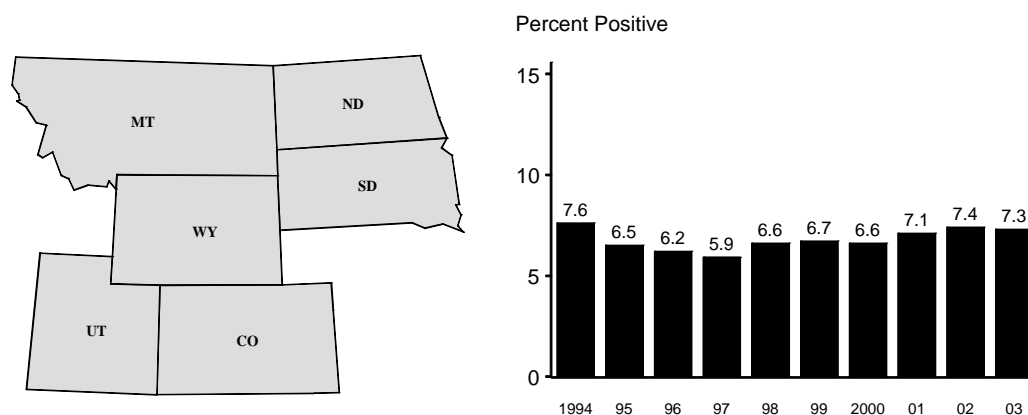 MT
ND
SD
WY
UT
CO
Percent Positive
15
10
5
0
7.6 6.5 6.2 5.9 6.6 6.7 6.6 7.1 7.4 7.3
1994 95 96 97 98 99 2000 01 02 03